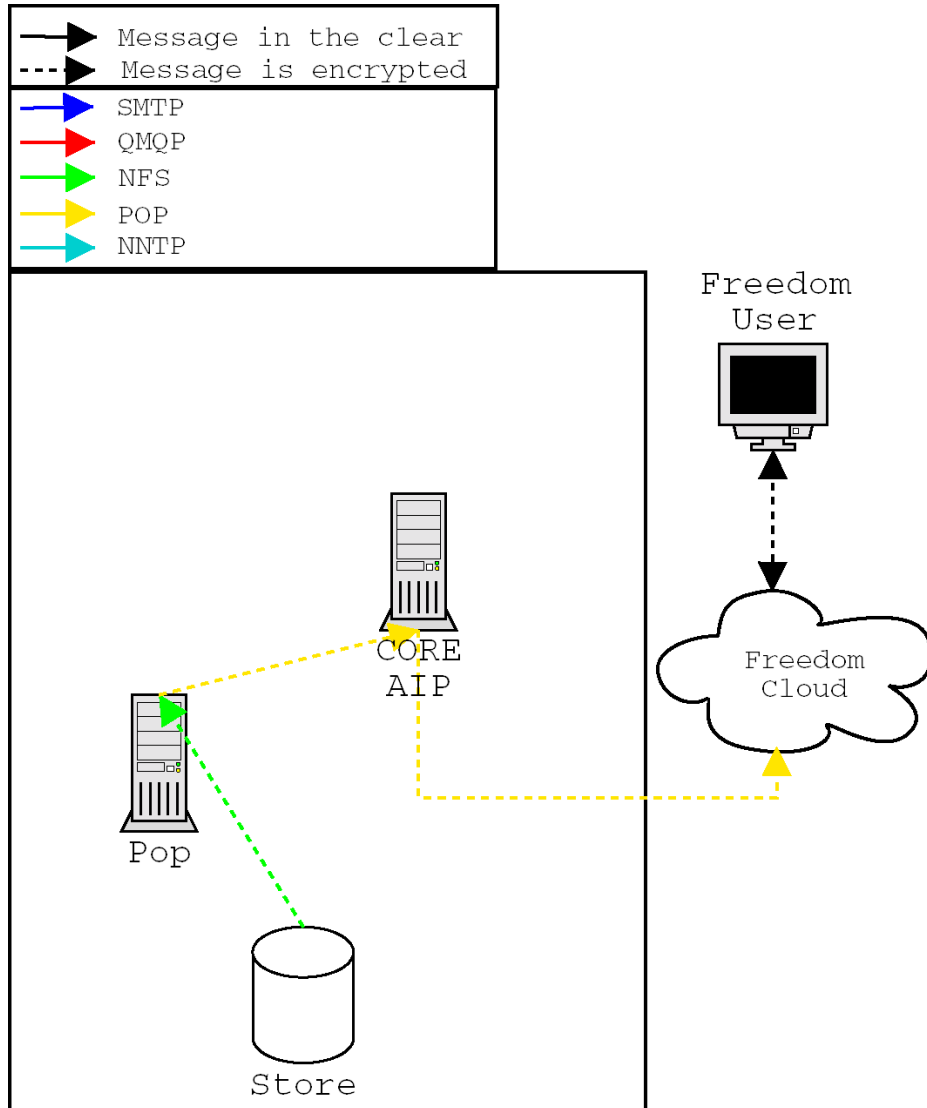 Message in the clear
Message is encrypted
SMTP
QMQP
NFS
POP
NNTP
Freedom
User
CORE
AIP
Freedom
Cloud
Pop
Store